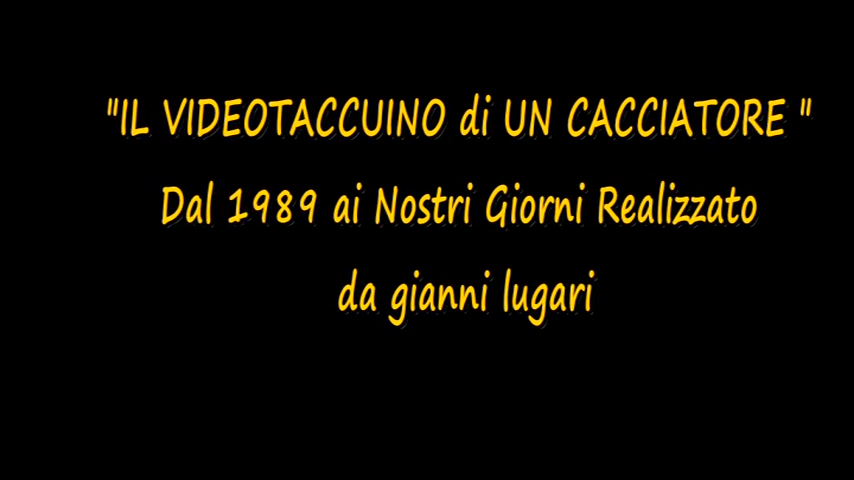 "IL VIDEOTACCUINO di UN CACCIATORE "
Dal 1989 ai Nostri Giorni Realizzato
da gianni lugari